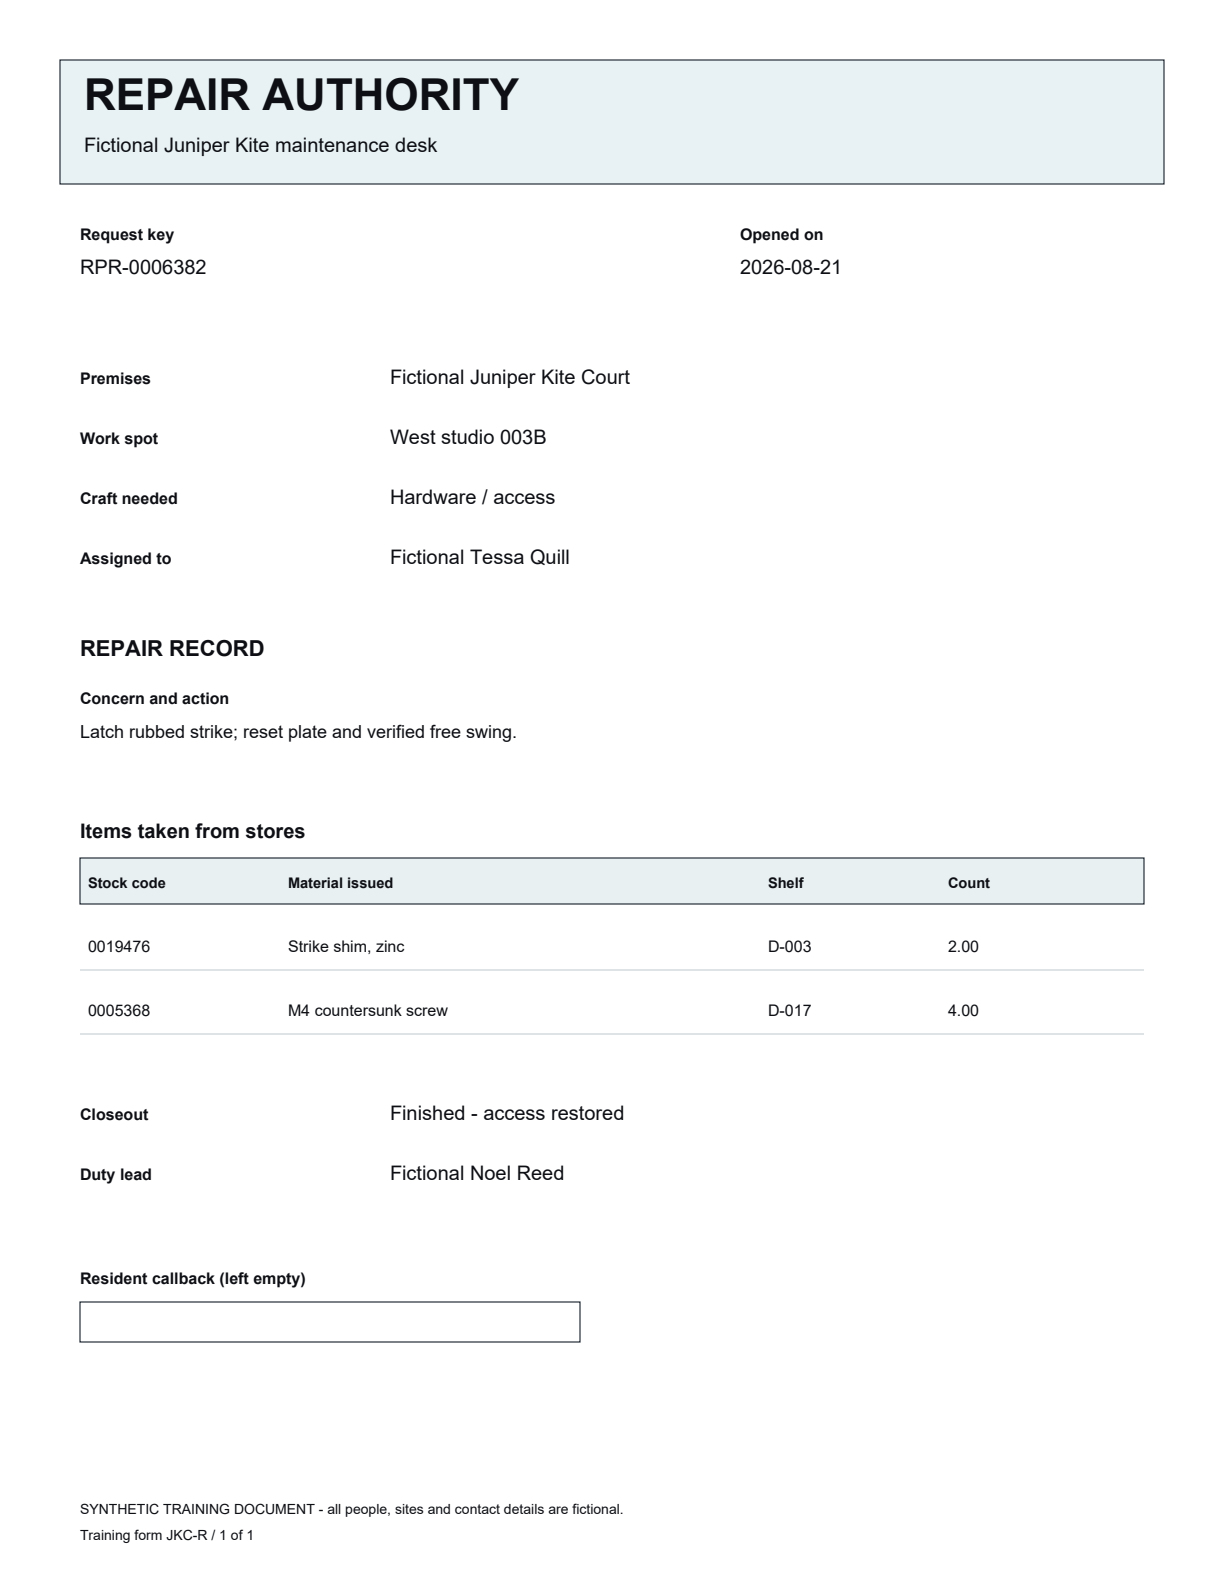 REPAIR AUTHORITY
Fictional Juniper Kite maintenance desk
Request key Opened on
RPR-0006382 2026-08-21
Premises Fictional Juniper Kite Court
Work spot West studio 003B
Craft needed Hardware / access
Assigned to Fictional Tessa Quill
REPAIR RECORD
Concern and action
Latch rubbed strike; reset plate and verified free swing.
Items taken from stores
Stock code Material issued Shelf Count
0019476 Strike shim, zinc D-003 2.00
0005368 M4 countersunk screw D-017 4.00
Closeout Finished - access restored
Duty lead Fictional Noel Reed
Resident callback (left empty)
SYNTHETIC TRAINING DOCUMENT - all people, sites and contact details are fictional.
Training form JKC-R / 1 of 1